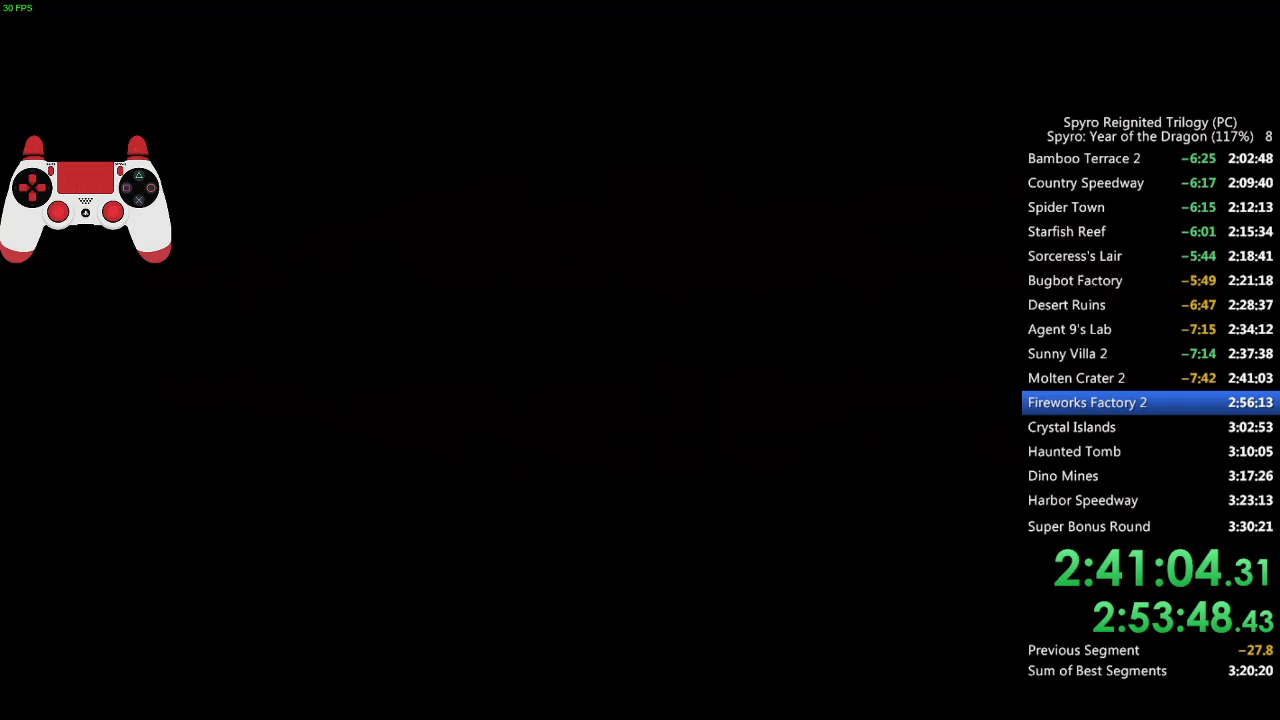 30 FPS
Spyro Reignited Trilogy (PC)
Spyro: Year of the Dragon (117%) 8
Bamboo Terrace 2 −6:25 2:02:48
Country Speedway −6:17 2:09:40
Spider Town −6:15 2:12:13
Starfish Reef −6:01 2:15:34
Sorceress's Lair −5:44 2:18:41
Bugbot Factory −5:49 2:21:18
Desert Ruins −6:47 2:28:37
Agent 9's Lab −7:15 2:34:12
Sunny Villa 2 −7:14 2:37:38
Molten Crater 2 −7:42 2:41:03
Fireworks Factory 2 2:56:13
Crystal Islands 3:02:53
Haunted Tomb 3:10:05
Dino Mines 3:17:26
Harbor Speedway 3:23:13
Super Bonus Round 3:30:21
2:41:04.31
2:53:48.43
Previous Segment −27.8
Sum of Best Segments 3:20:20